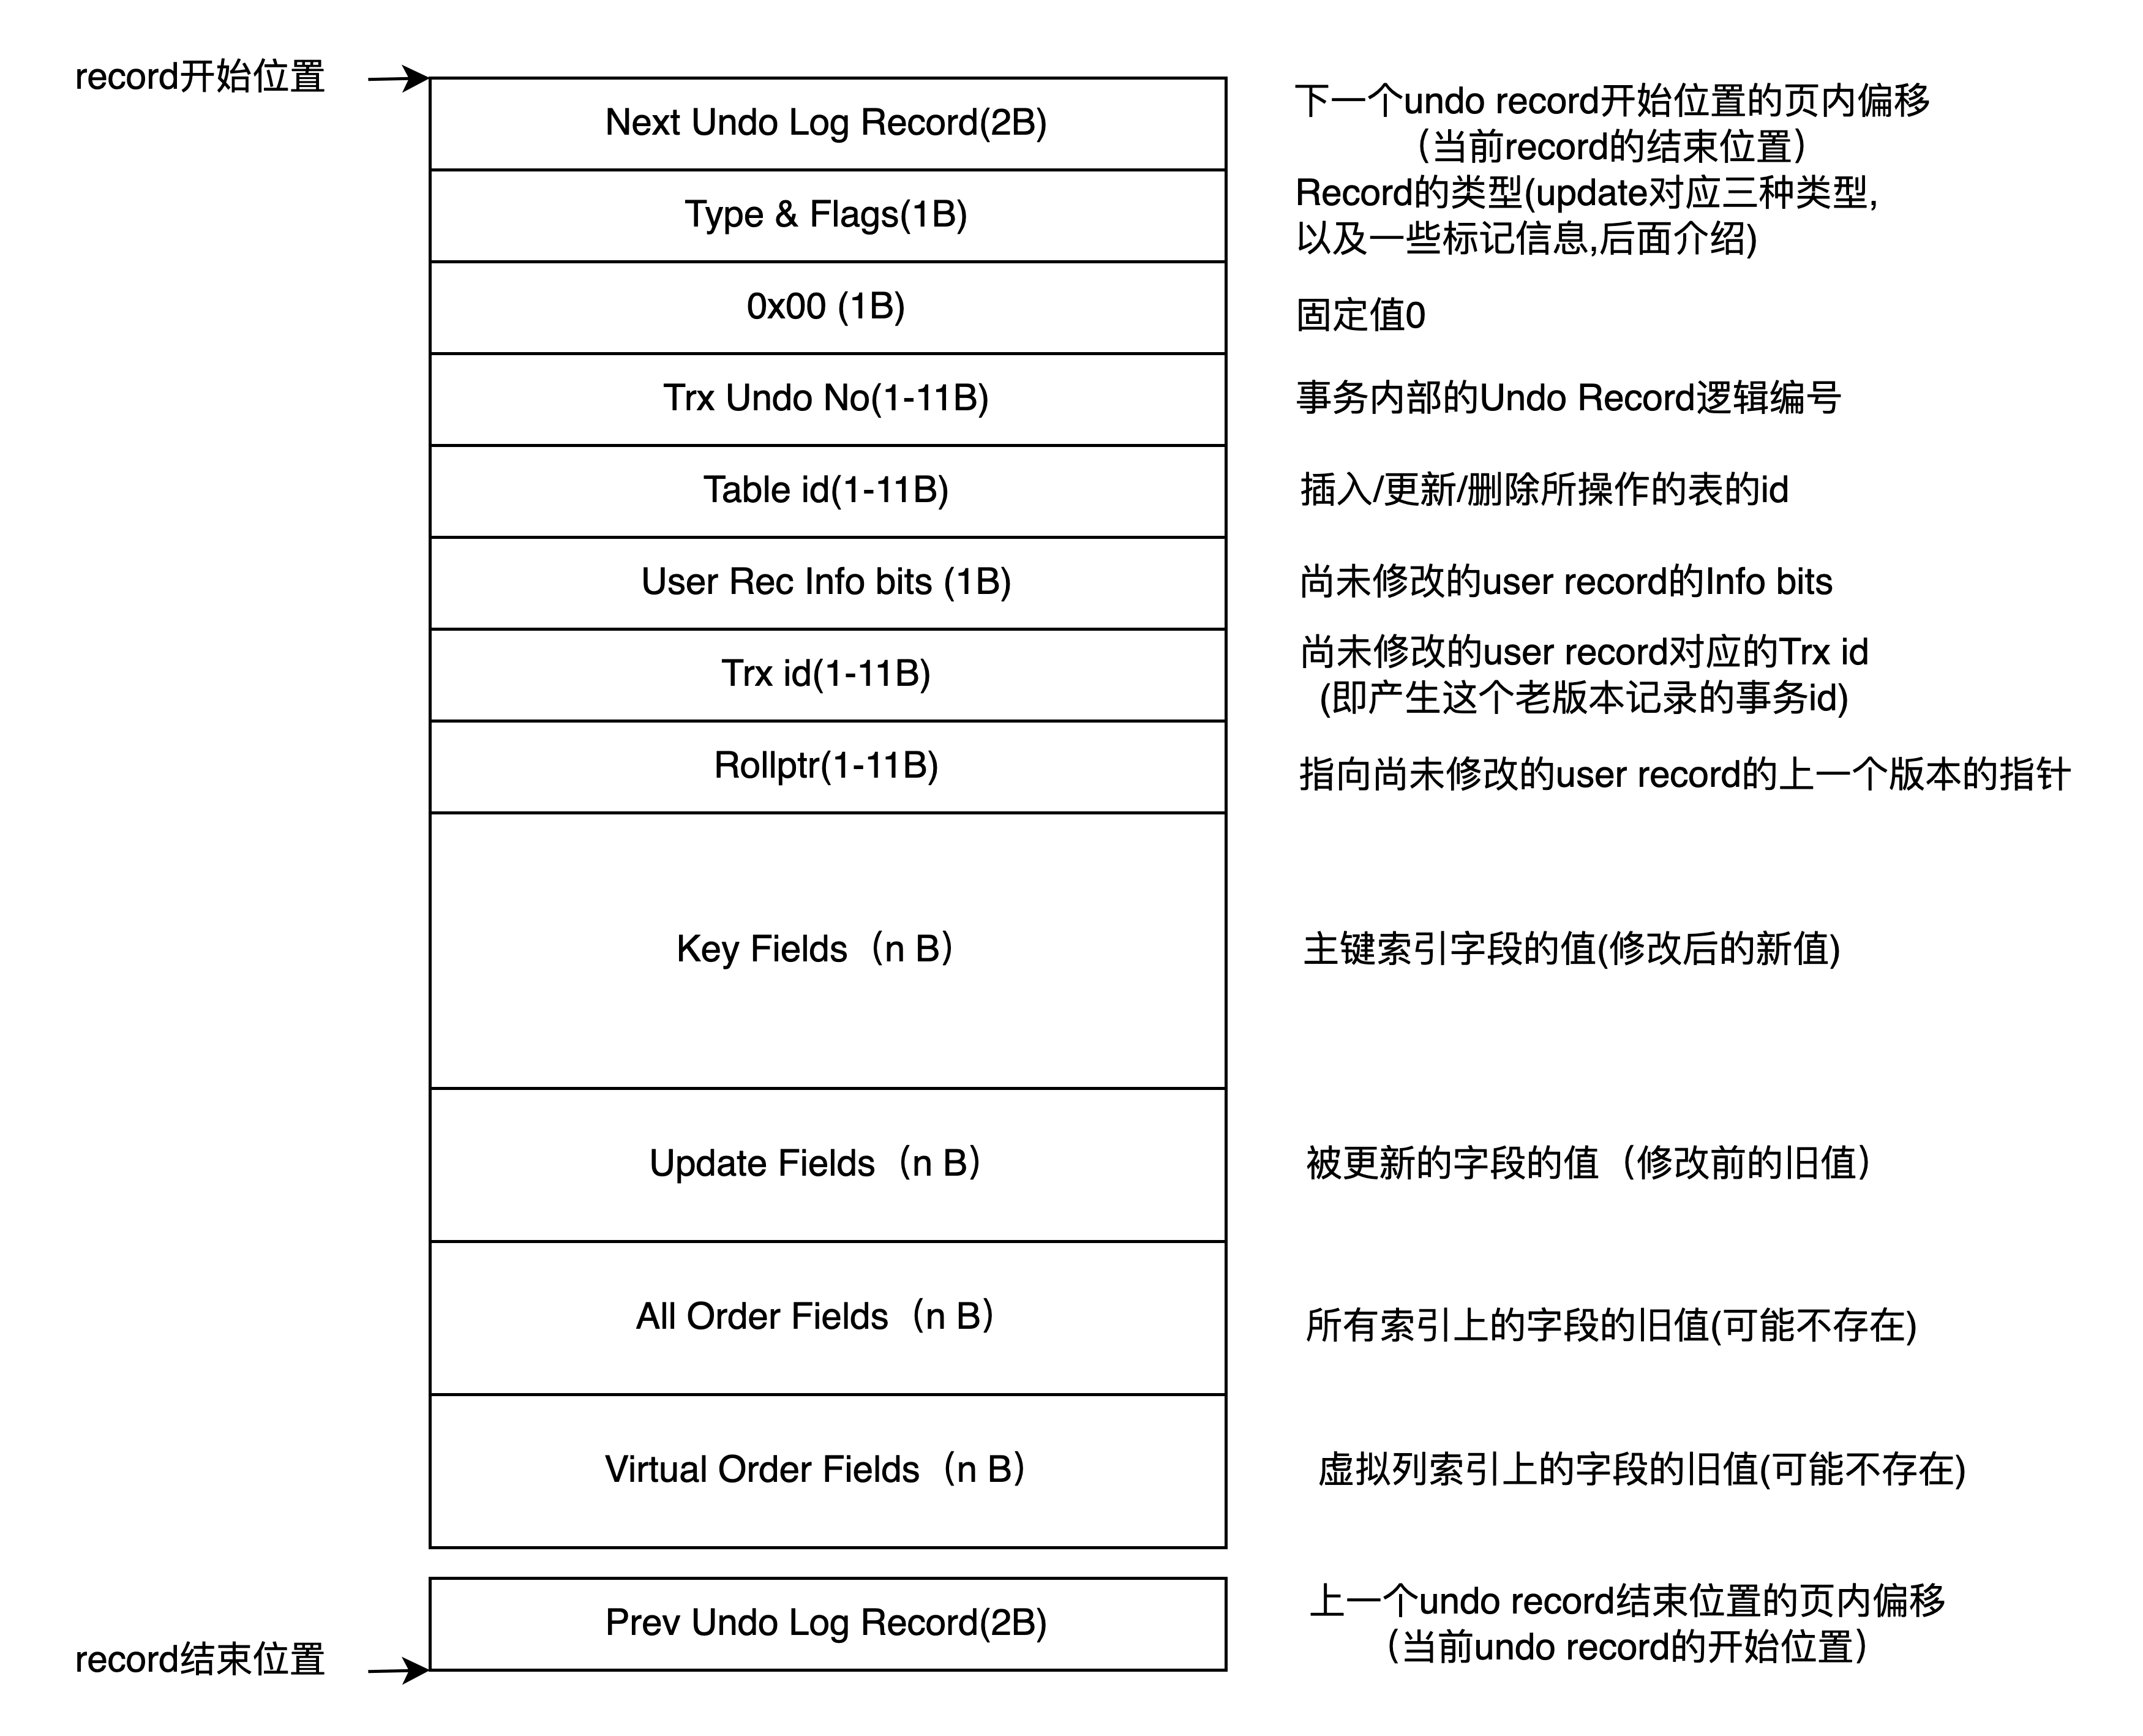 record开始位置
Next Undo Log Record(2B)
下一个undo record开始位置的页内偏移
（当前record的结束位置）
Type & Flags(1B)
Record的类型(update对应三种类型,
以及一些标记信息,后面介绍)
0x00 (1B)
固定值0
Trx Undo No(1-11B)
事务内部的Undo Record逻辑编号
Table id(1-11B)
插入/更新/删除所操作的表的id
User Rec Info bits (1B)
尚未修改的user record的Info bits
Trx id(1-11B)
尚未修改的user record对应的Trx id
(即产生这个老版本记录的事务id)
Rollptr(1-11B)
指向尚未修改的user record的上一个版本的指针
Key Fields（n B）
主键索引字段的值(修改后的新值)
Update Fields（n B）
被更新的字段的值（修改前的旧值）
All Order Fields（n B）
所有索引上的字段的旧值(可能不存在)
Virtual Order Fields（n B）
虚拟列索引上的字段的旧值(可能不存在)
Prev Undo Log Record(2B)
上一个undo record结束位置的页内偏移
（当前undo record的开始位置）
record结束位置